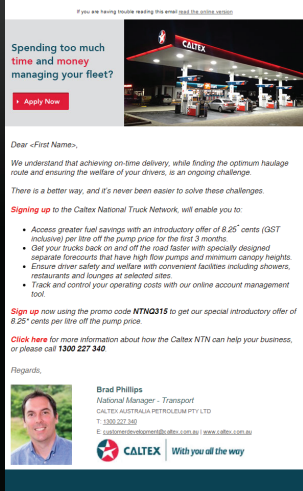 If you are having trouble reading this email read the online version
Spending too much
time and money
managing your fleet?
Apply Now
CALTEX
Dear <First Name>,
We understand that achieving on-time delivery, while finding the optimum haulage
route and ensuring the welfare of your drivers, is an ongoing challenge.
There is a better way, and it's never been easier to solve these challenges.
Signing up to the Caltex National Truck Network, will enable you to:
• Access greater fuel savings with an introductory offer of 8.25* cents (GST
inclusive) per litre off the pump price for the first 3 months.
• Get your trucks back on and off the road faster with specially designed
separate forecourts that have high flow pumps and minimum canopy heights.
• Ensure driver safety and welfare with convenient facilities including showers,
restaurants and lounges at selected sites.
• Track and control your operating costs with our online account management
tool.
Sign up now using the promo code NTNQ315 to get our special introductory offer of
8.25* cents per litre off the pump price.
Click here for more information about how the Caltex NTN can help your business,
or please call 1300 227 340.
Regards,
Brad Phillips
National Manager - Transport
CALTEX AUSTRALIA PETROLEUM PTY LTD
T: 1300 227 340
E: customerdevelopment@caltex.com.au | www.caltex.com.au
CALTEX With you all the way